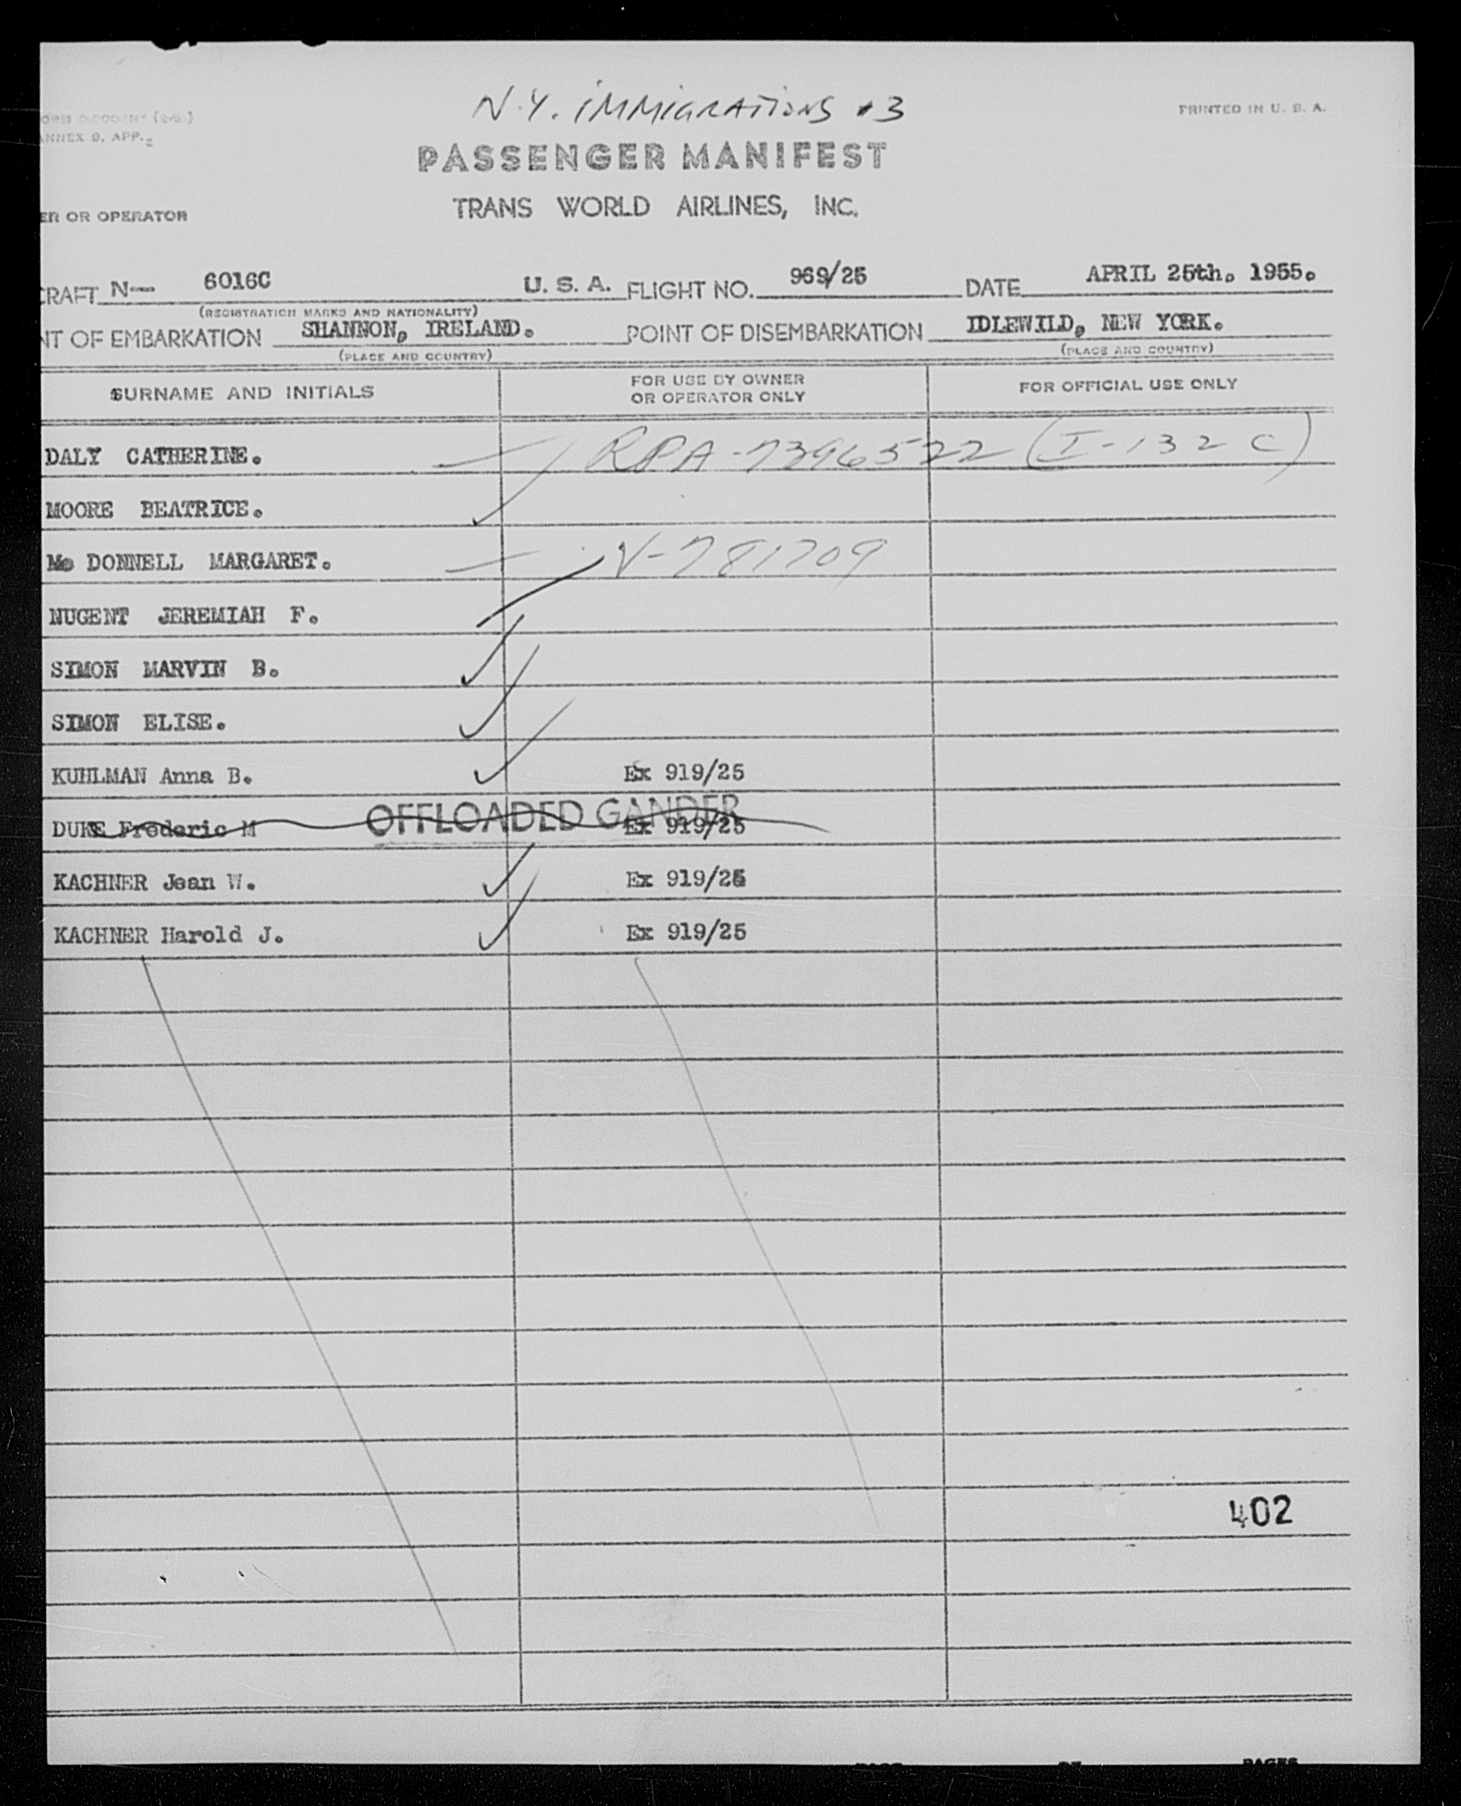 N.Y. IMMIGRATIONS #3
PRINTED IN U. S. A.
ANNEX 9. APP.
PASSENGER MANIFEST
TRANS WORLD AIRLINES, INC.
ER OR OPERATOR
CRAFT N— 6016C U. S. A. FLIGHT NO. 969/25 DATE APRIL 25th. 1955.
(REGISTRATION MARKS AND NATIONALITY)
NT OF EMBARKATION SHANNON, IRELAND. POINT OF DISEMBARKATION IDLEWILD, NEW YORK.
(PLACE AND COUNTRY) (PLACE AND COUNTRY)
SURNAME AND INITIALS FOR USE BY OWNER OR OPERATOR ONLY FOR OFFICIAL USE ONLY
DALY CATHERINE. RPA-7396522 (I-132 C)
MOORE BEATRICE.
Mc DONNELL MARGARET. V-781709
NUGENT JEREMIAH F.
SIMON MARVIN B.
SIMON ELISE.
KUHLMAN Anna B. Ex 919/25
DUKE Frederic M OFFLOADED GANDER Ex 919/25
KACHNER Jean W. Ex 919/25
KACHNER Harold J. Ex 919/25
402
PAGE OF PAGES